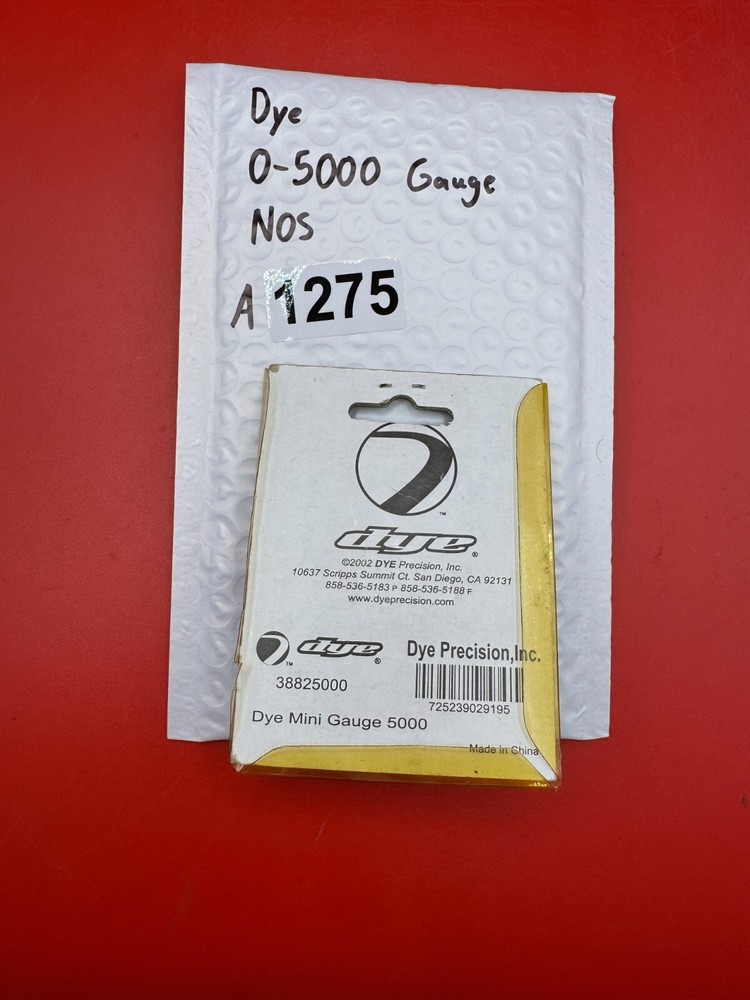 Dye
0-5000 Gauge
NOS
A 1275
TM
dye®
©2002 DYE Precision, Inc.
10637 Scripps Summit Ct. San Diego, CA 92131
858-536-5183 P 858-536-5188 F
www.dyeprecision.com
TM dye® Dye Precision,Inc.
38825000
725239029195
Dye Mini Gauge 5000
Made in China